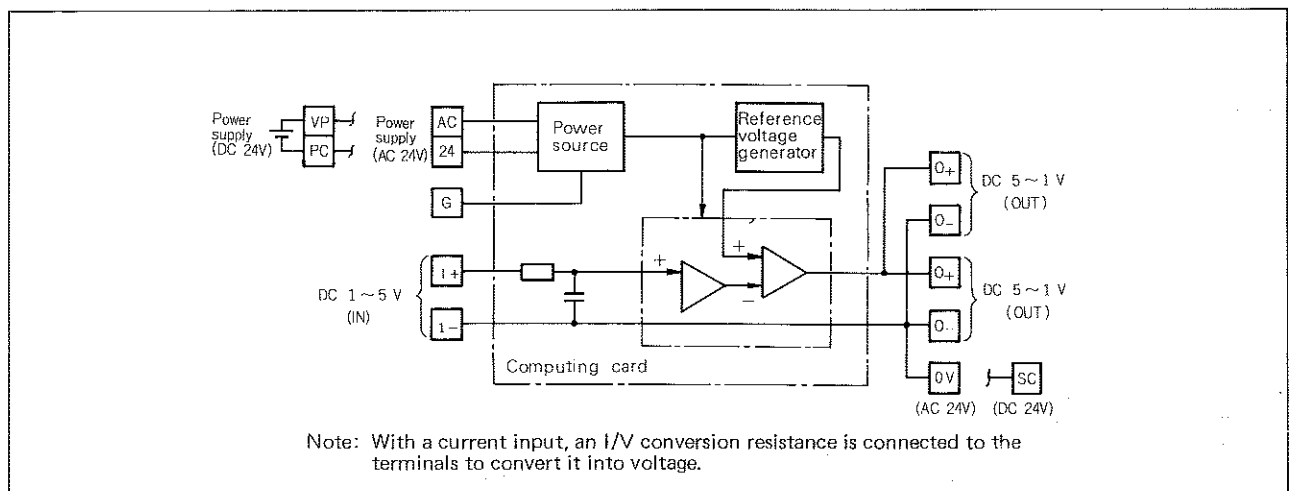 Power
supply
(DC 24V)
VP
PC
Power
supply
(AC 24V)
AC
24
G
Power
source
Reference
voltage
generator
DC 1~5 V
(IN)
1+
1-
+
+
-
Computing card
O+
O-
DC 5~1 V
(OUT)
O+
O-
DC 5~1 V
(OUT)
0V
(AC 24V)
SC
(DC 24V)
Note: With a current input, an I/V conversion resistance is connected to the
terminals to convert it into voltage.